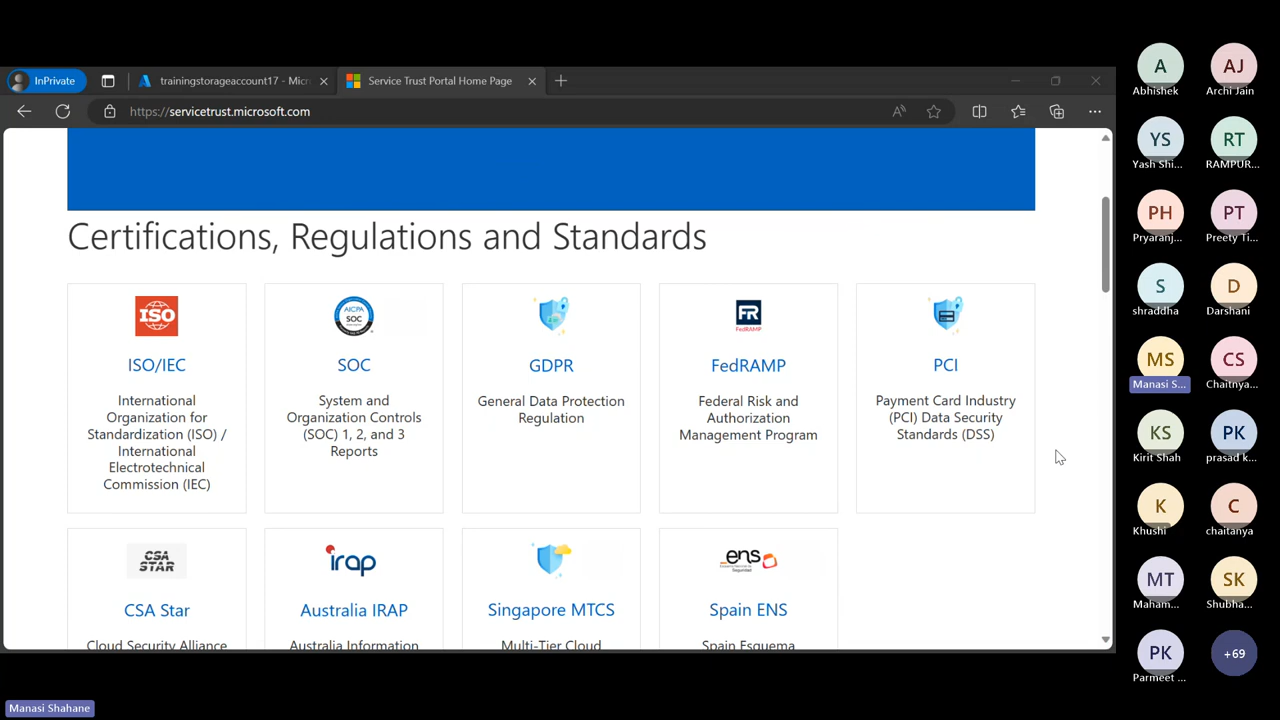 InPrivate
trainingstorageaccount17 - Micr
Service Trust Portal Home Page
https://servicetrust.microsoft.com
Certifications, Regulations and Standards
ISO
ISO/IEC
International
Organization for
Standardization (ISO) /
International
Electrotechnical
Commission (IEC)
AICPA
SOC
SOC
System and
Organization Controls
(SOC) 1, 2, and 3
Reports
GDPR
General Data Protection
Regulation
FR
FedRAMP
FedRAMP
Federal Risk and
Authorization
Management Program
PCI
Payment Card Industry
(PCI) Data Security
Standards (DSS)
CSA
STAR
CSA Star
Cloud Security Alliance
irap
Australia IRAP
Australia Information
Singapore MTCS
Multi-Tier Cloud
ens
Spain ENS
Spain Esquema
A
Abhishek
AJ
Archi Jain
YS
Yash Shi...
RT
RAMPUR...
PH
Pryaranj...
PT
Preety Ti...
S
shraddha
D
Darshani
MS
Manasi S...
CS
Chaitnya...
KS
Kirit Shah
PK
prasad k...
K
Khushi
C
chaitanya
MT
Maham...
SK
Shubha...
PK
Parmeet ...
+69
Manasi Shahane